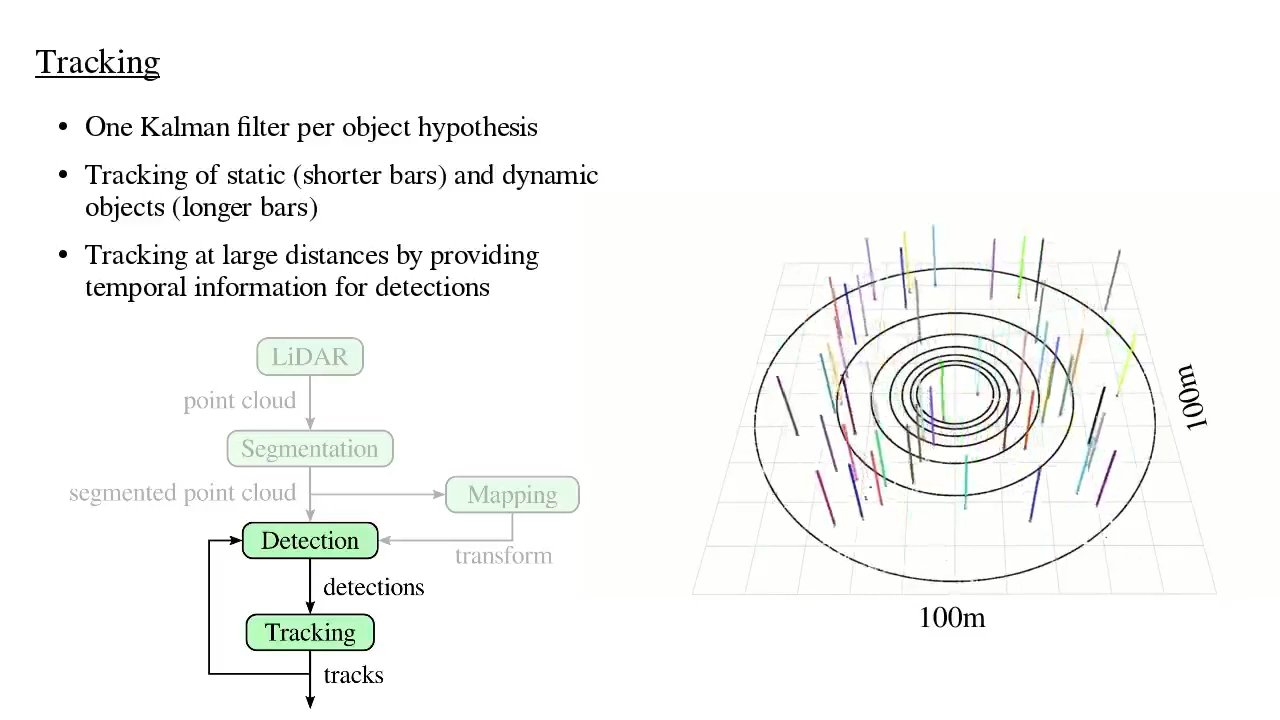 Tracking
• One Kalman filter per object hypothesis
• Tracking of static (shorter bars) and dynamic
objects (longer bars)
• Tracking at large distances by providing
temporal information for detections
LiDAR
point cloud
Segmentation
segmented point cloud
Mapping
Detection
transform
detections
Tracking
tracks
100m
100m